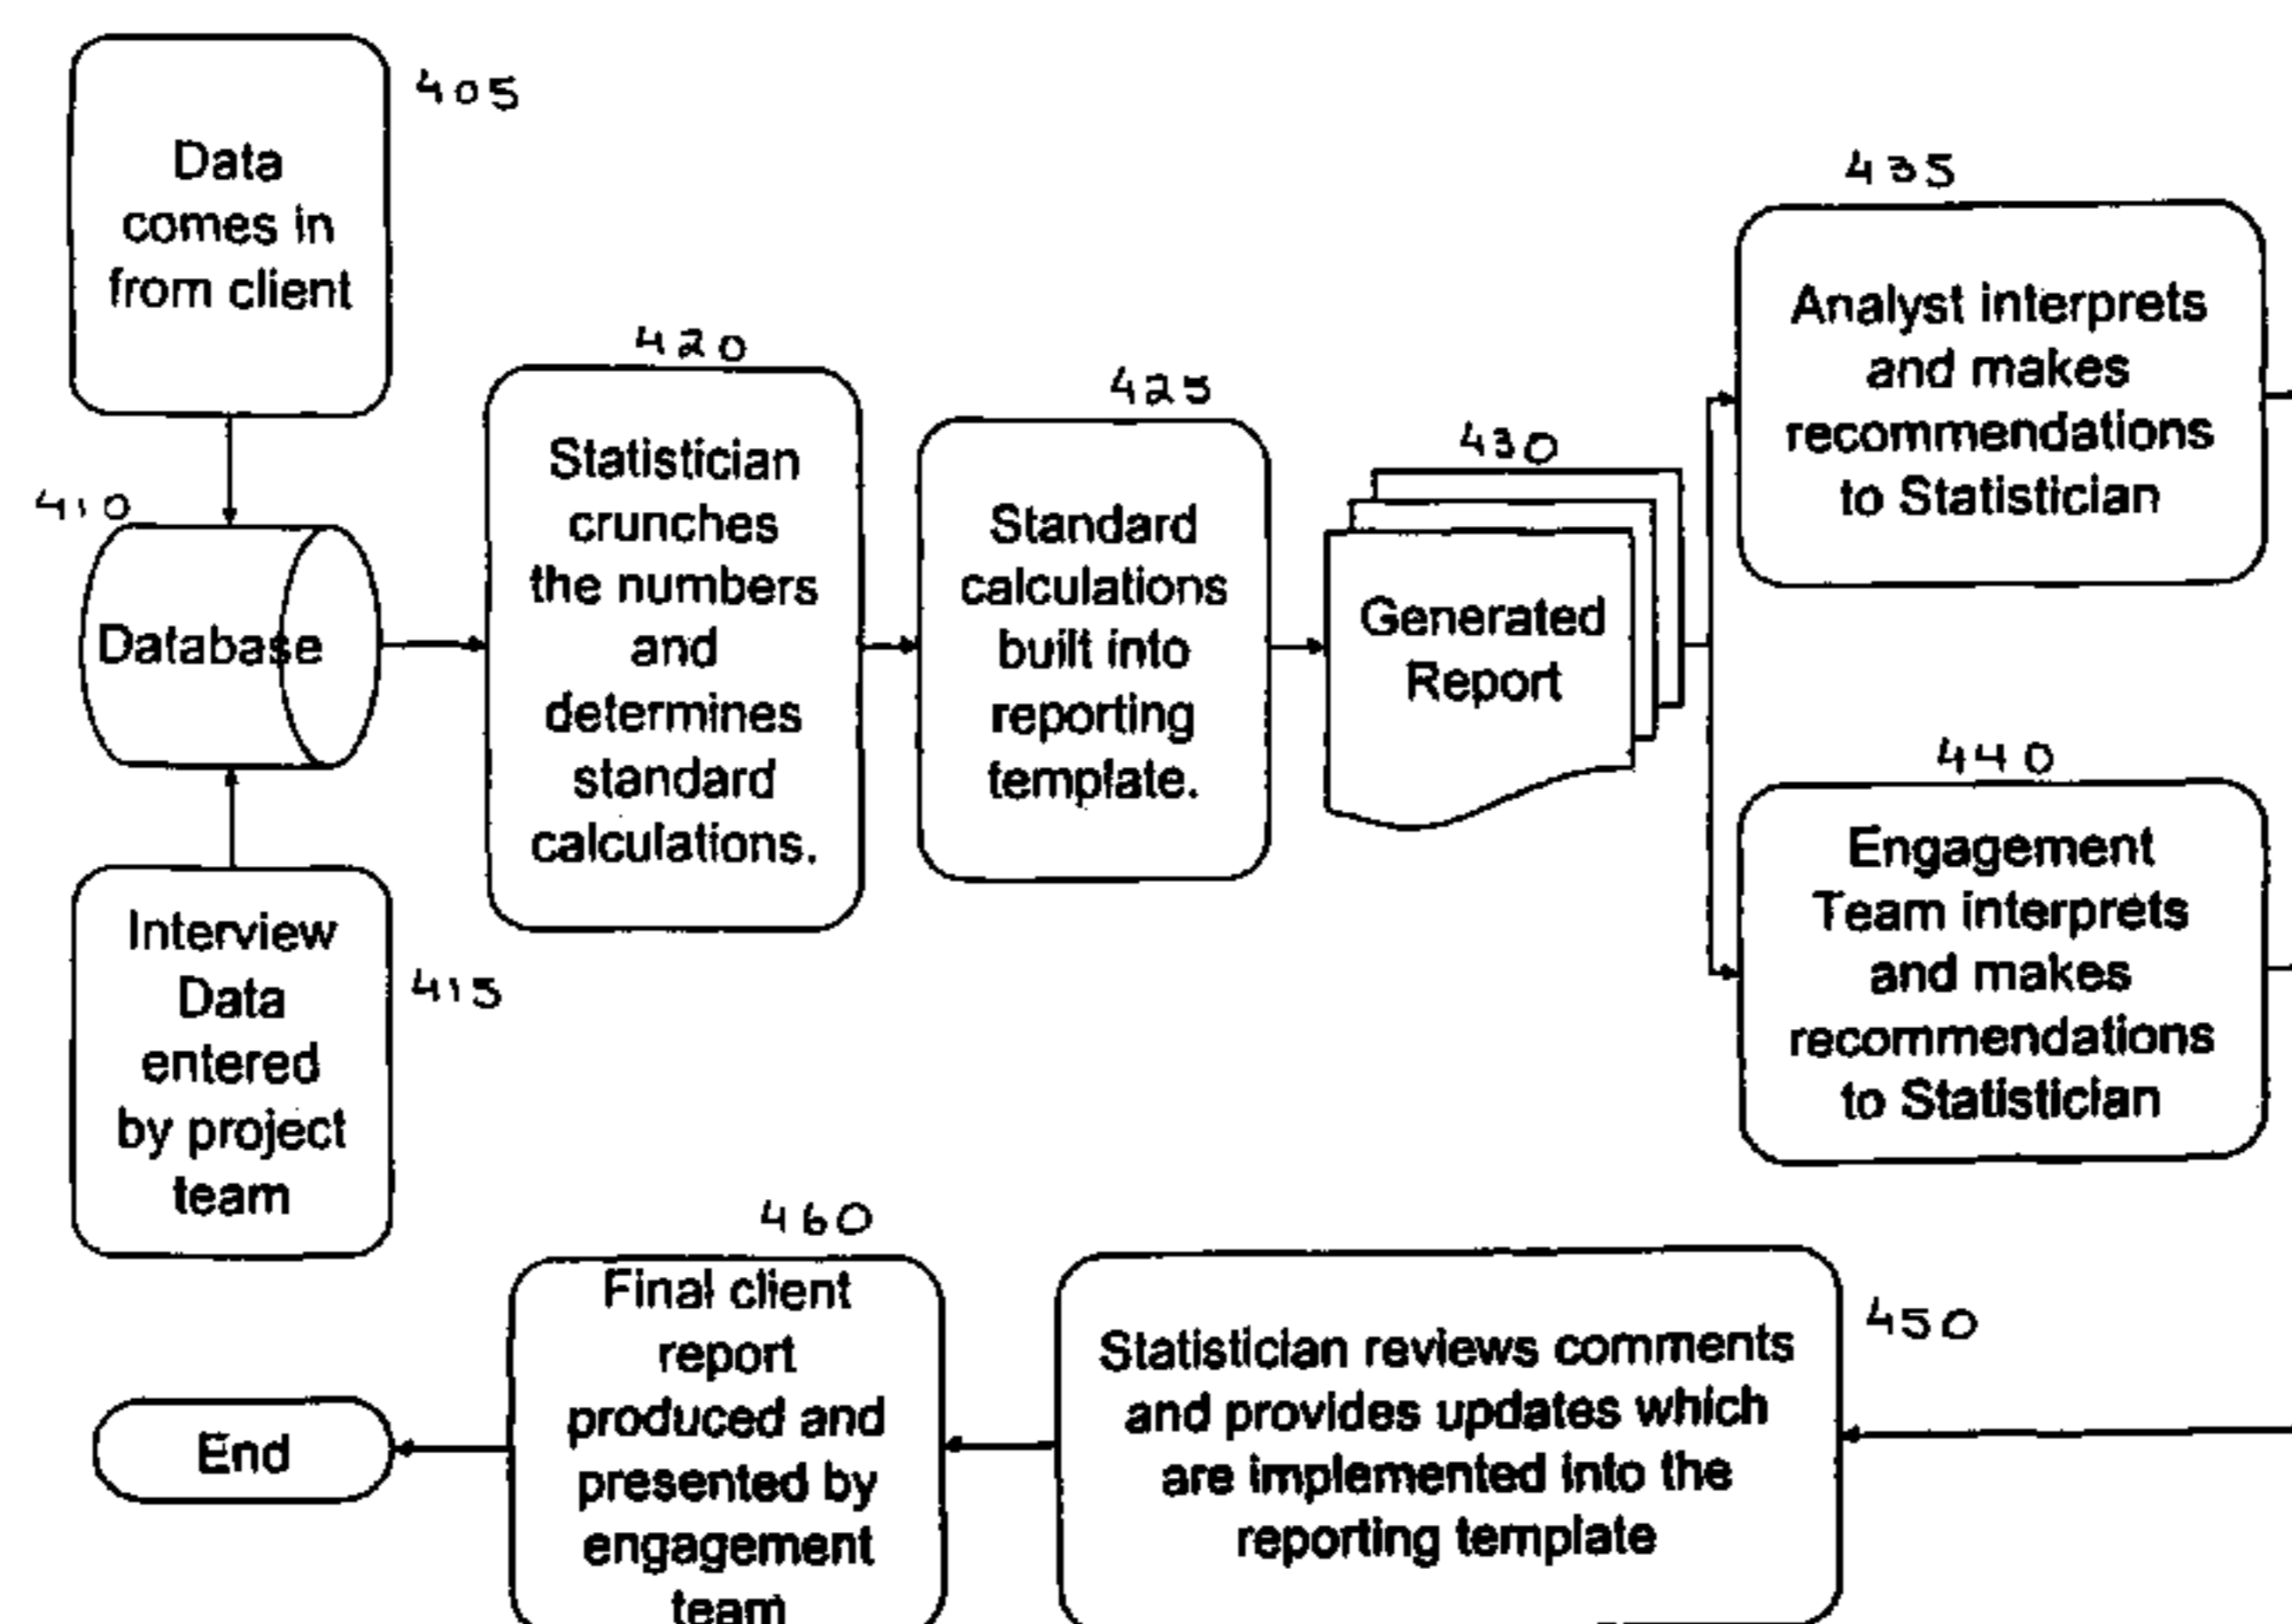 405
Data
comes in
from client
410
Database
415
Interview
Data
entered
by project
team
420
Statistician
crunches
the numbers
and
determines
standard
calculations.
425
Standard
calculations
built into
reporting
template.
430
Generated
Report
435
Analyst interprets
and makes
recommendations
to Statistician
440
Engagement
Team interprets
and makes
recommendations
to Statistician
450
Statistician reviews comments
and provides updates which
are implemented into the
reporting template
460
Final client
report
produced and
presented by
engagement
team
End